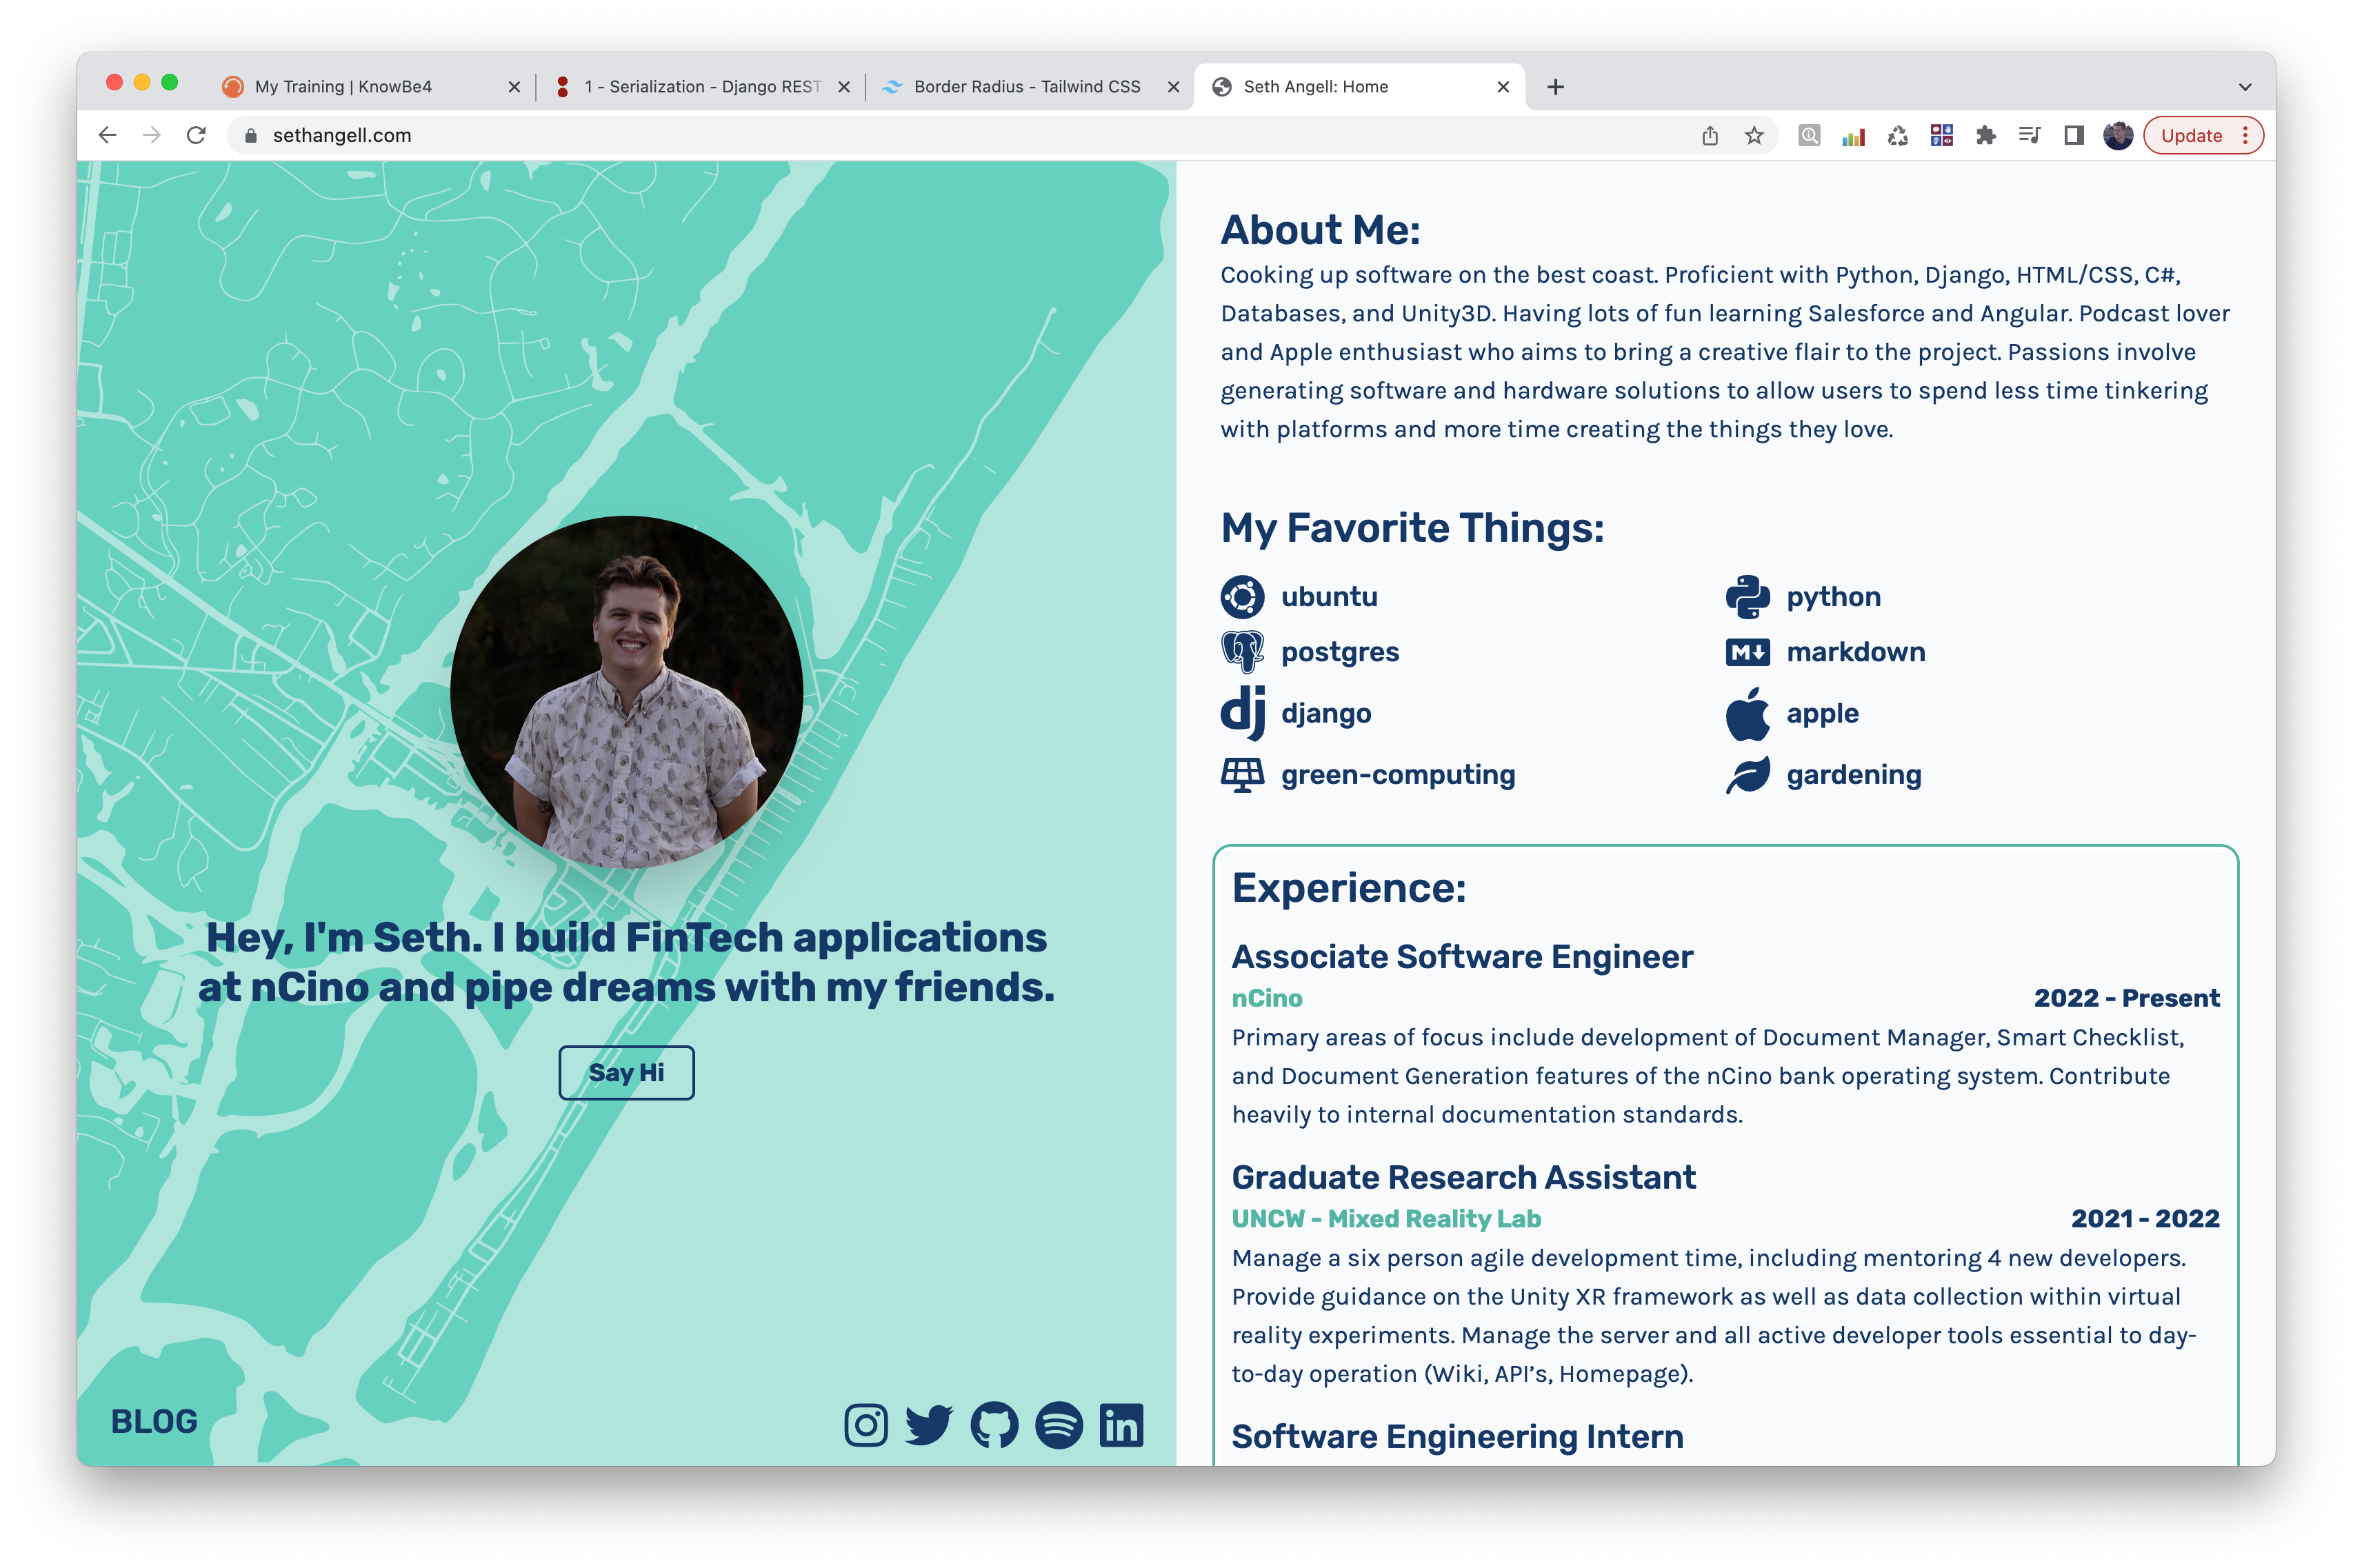 My Training | KnowBe4
1 - Serialization - Django REST
Border Radius - Tailwind CSS
Seth Angell: Home
sethangell.com
Update
Hey, I'm Seth. I build FinTech applications
at nCino and pipe dreams with my friends.
Say Hi
BLOG
About Me:
Cooking up software on the best coast. Proficient with Python, Django, HTML/CSS, C#,
Databases, and Unity3D. Having lots of fun learning Salesforce and Angular. Podcast lover
and Apple enthusiast who aims to bring a creative flair to the project. Passions involve
generating software and hardware solutions to allow users to spend less time tinkering
with platforms and more time creating the things they love.
My Favorite Things:
ubuntu
python
postgres
markdown
dj django
apple
green-computing
gardening
Experience:
Associate Software Engineer
nCino 2022 - Present
Primary areas of focus include development of Document Manager, Smart Checklist,
and Document Generation features of the nCino bank operating system. Contribute
heavily to internal documentation standards.
Graduate Research Assistant
UNCW - Mixed Reality Lab 2021 - 2022
Manage a six person agile development time, including mentoring 4 new developers.
Provide guidance on the Unity XR framework as well as data collection within virtual
reality experiments. Manage the server and all active developer tools essential to day-
to-day operation (Wiki, API’s, Homepage).
Software Engineering Intern